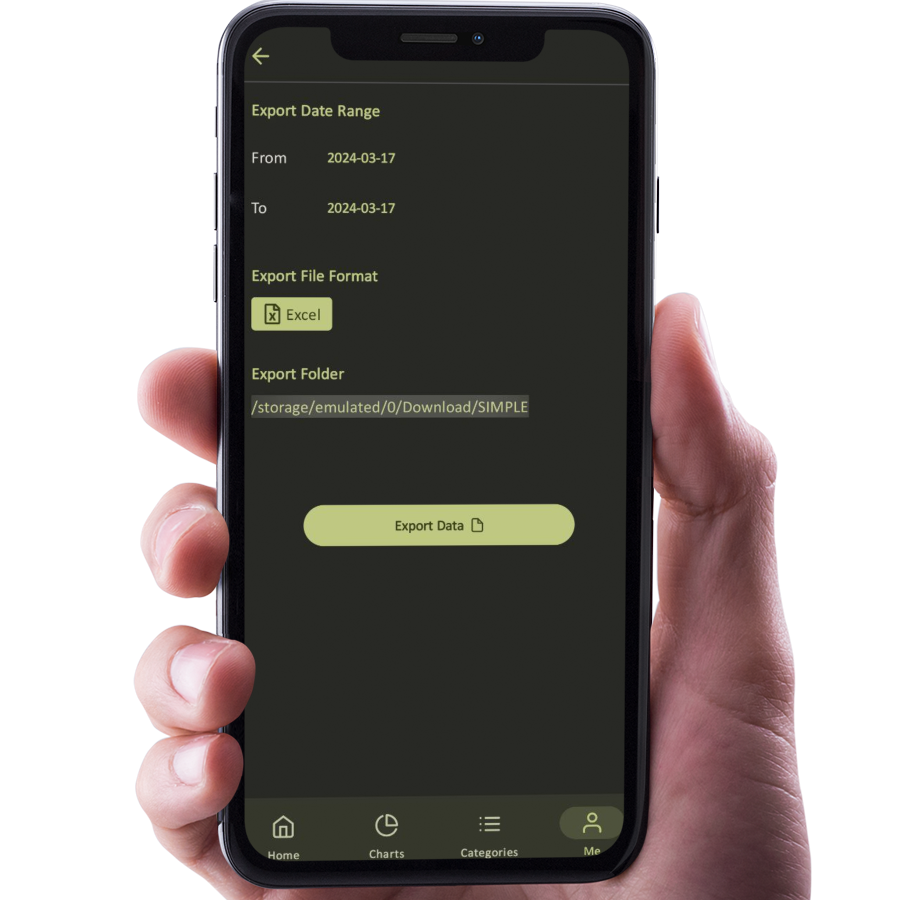 Export Date Range
From 2024-03-17
To 2024-03-17
Export File Format
Excel
Export Folder
/storage/emulated/0/Download/SIMPLE
Export Data
Home Charts Categories Me